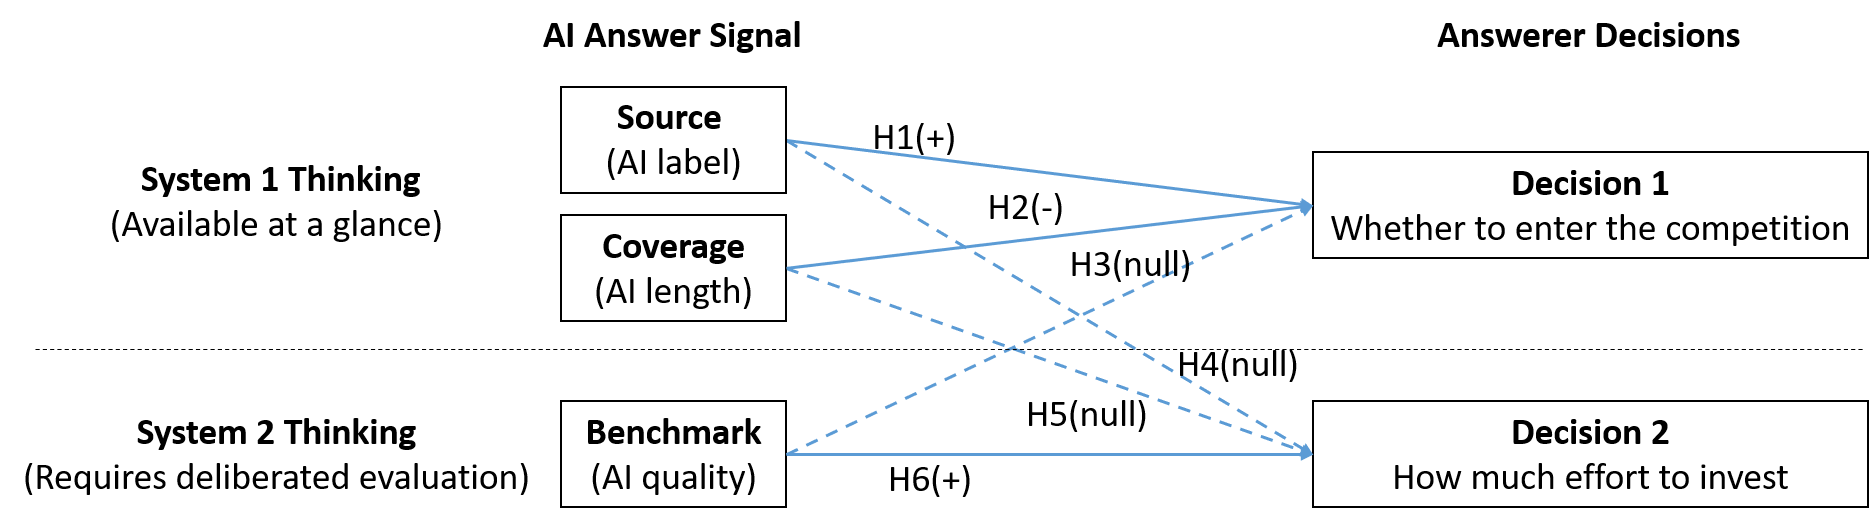 AI Answer Signal
Answerer Decisions
System 1 Thinking
(Available at a glance)
Source
(AI label)
Coverage
(AI length)
H1(+)
H2(-)
H3(null)
Decision 1
Whether to enter the competition
System 2 Thinking
(Requires deliberated evaluation)
Benchmark
(AI quality)
H4(null)
H5(null)
H6(+)
Decision 2
How much effort to invest